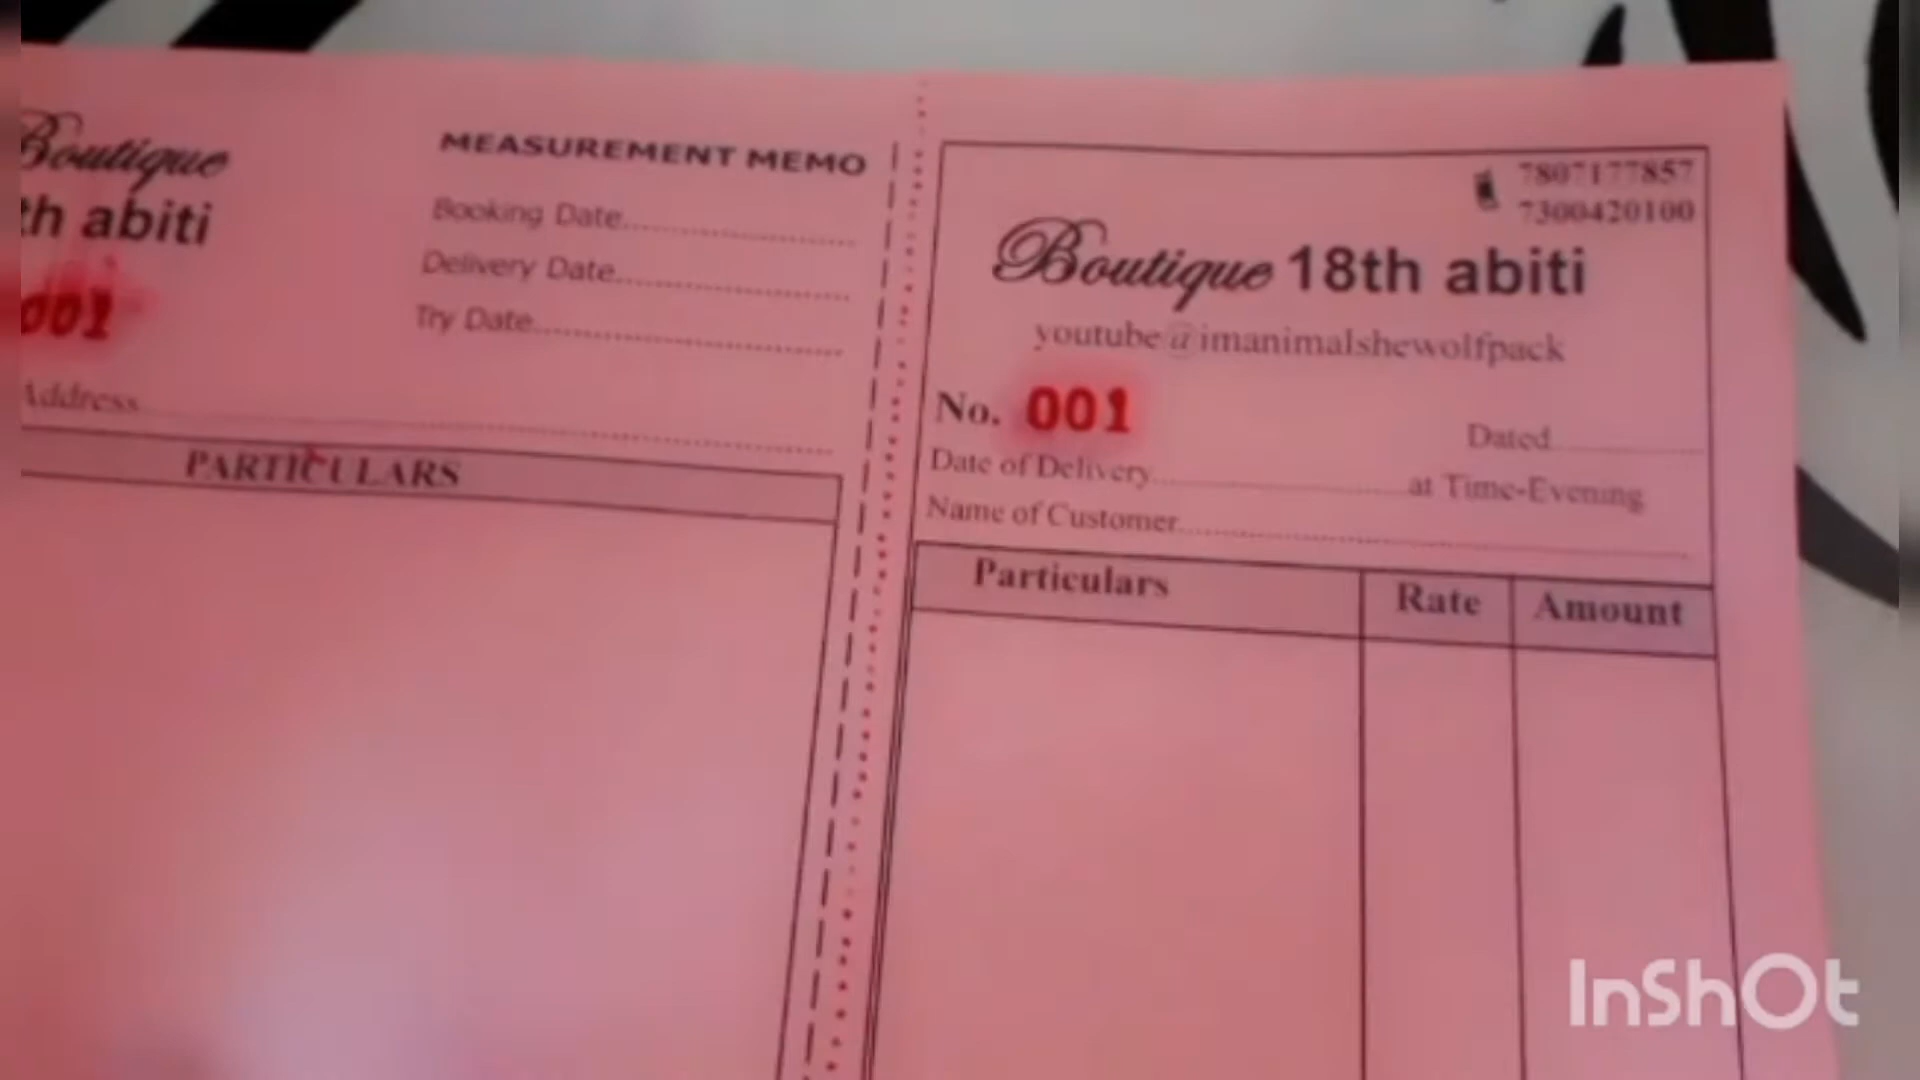 Boutique
th abiti
001
MEASUREMENT MEMO
Booking Date
Delivery Date
Try Date
Address
PARTICULARS
7807177857
7300420100
Boutique 18th abiti
youtube@imanimalshewolfpack
No. 001
Dated
Date of Delivery at Time-Evening
Name of Customer
Particulars Rate Amount
InShOt